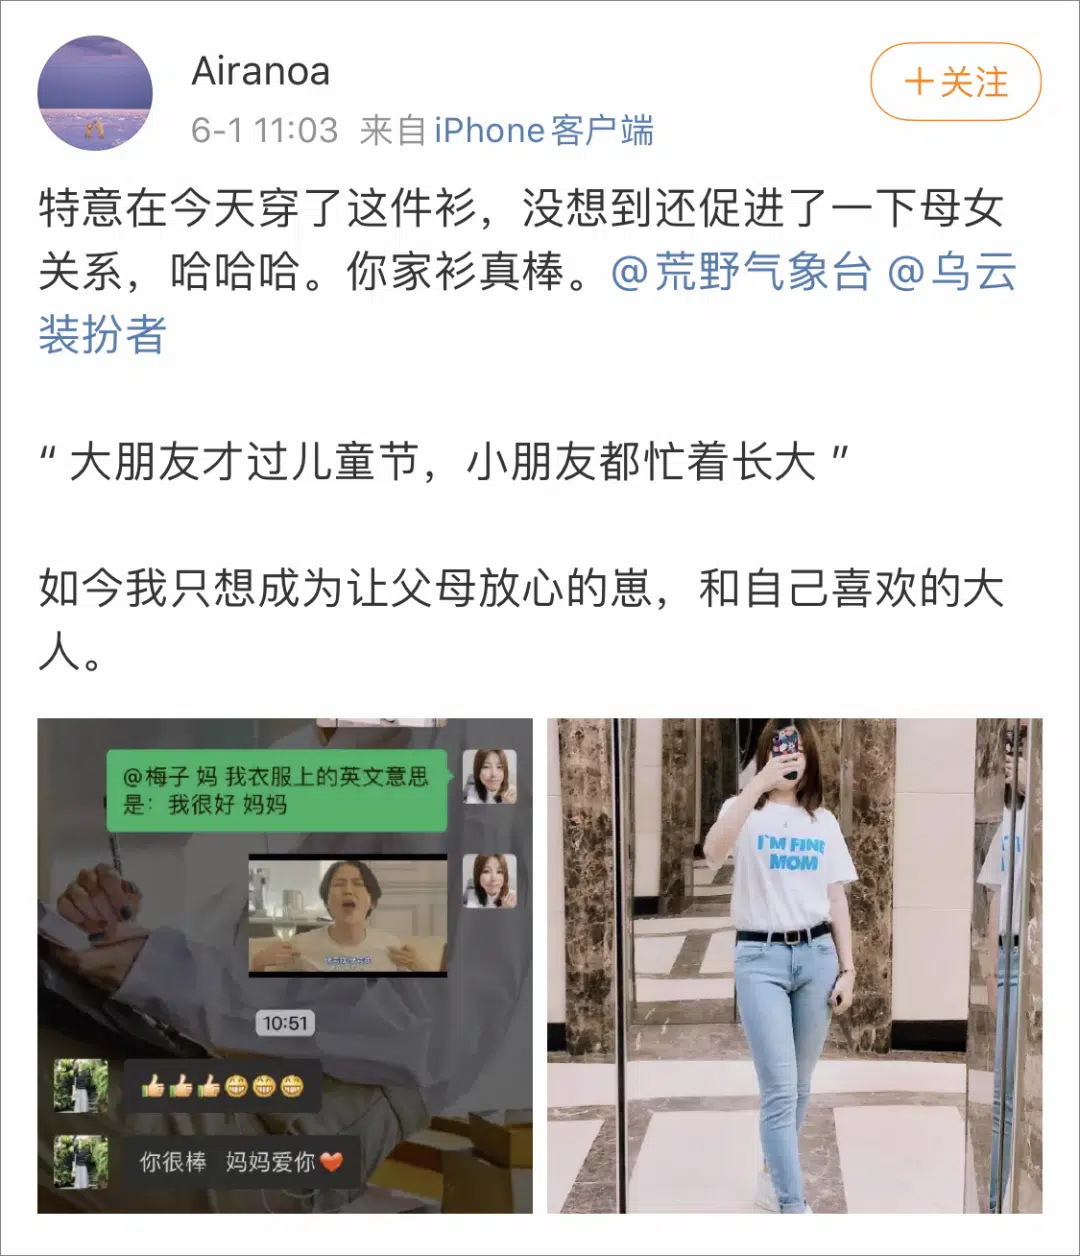 Airanoa
+关注
6-1 11:03 来自 iPhone客户端
特意在今天穿了这件衫，没想到还促进了一下母女
关系，哈哈哈。你家衫真棒。@荒野气象台 @乌云
装扮者
“ 大朋友才过儿童节，小朋友都忙着长大 ”
如今我只想成为让父母放心的崽，和自己喜欢的大
人。
@梅子 妈 我衣服上的英文意思
是：我很好 妈妈
10:51
你很棒 妈妈爱你
I'M FINE
MOM